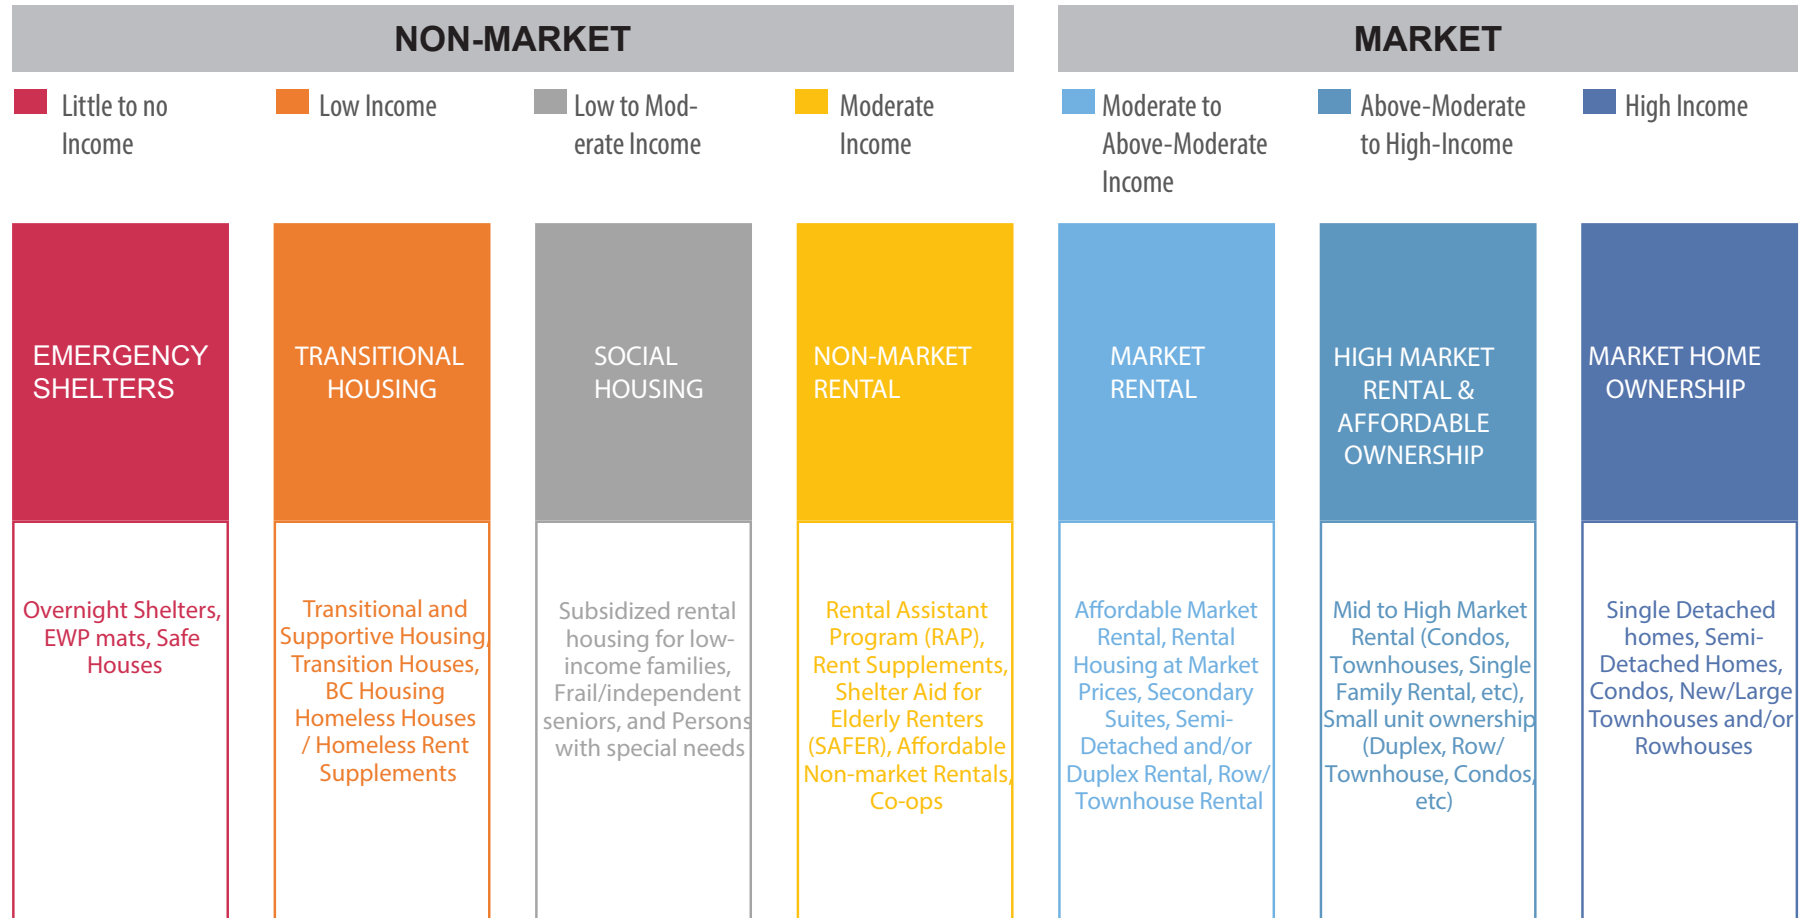 NON-MARKET
MARKET
Little to no
Income
Low Income
Low to Mod-
erate Income
Moderate
Income
Moderate to
Above-Moderate
Income
Above-Moderate
to High-Income
High Income
EMERGENCY
SHELTERS
TRANSITIONAL
HOUSING
SOCIAL
HOUSING
NON-MARKET
RENTAL
MARKET
RENTAL
HIGH MARKET
RENTAL &
AFFORDABLE
OWNERSHIP
MARKET HOME
OWNERSHIP
Overnight Shelters,
EWP mats, Safe
Houses
Transitional and
Supportive Housing,
Transition Houses,
BC Housing
Homeless Houses
/ Homeless Rent
Supplements
Subsidized rental
housing for low-
income families,
Frail/independent
seniors, and Persons
with special needs
Rental Assistant
Program (RAP),
Rent Supplements,
Shelter Aid for
Elderly Renters
(SAFER), Affordable
Non-market Rentals,
Co-ops
Affordable Market
Rental, Rental
Housing at Market
Prices, Secondary
Suites, Semi-
Detached and/or
Duplex Rental, Row/
Townhouse Rental
Mid to High Market
Rental (Condos,
Townhouses, Single
Family Rental, etc),
Small unit ownership
(Duplex, Row/
Townhouse, Condos,
etc)
Single Detached
homes, Semi-
Detached Homes,
Condos, New/Large
Townhouses and/or
Rowhouses